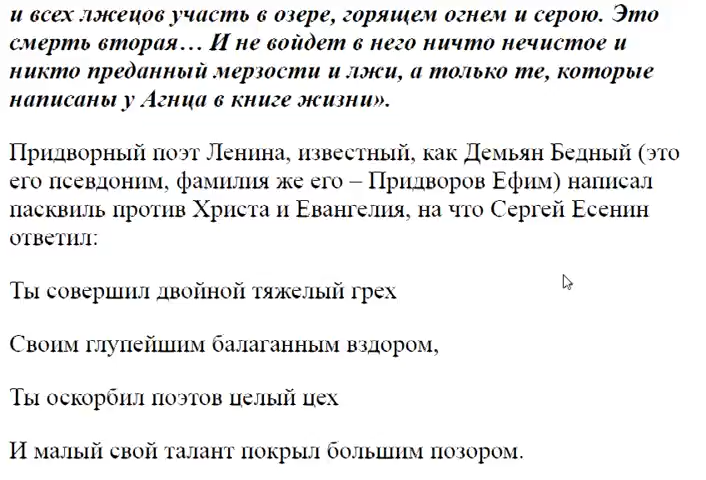 и всех лжецов участь в озере, горящем огнем и серою. Это
смерть вторая… И не войдет в него ничто нечистое и
никто преданный мерзости и лжи, а только те, которые
написаны у Агнца в книге жизни».
Придворный поэт Ленина, известный, как Демьян Бедный (это
его псевдоним, фамилия же его – Придворов Ефим) написал
пасквиль против Христа и Евангелия, на что Сергей Есенин
ответил:
Ты совершил двойной тяжелый грех
Своим глупейшим балаганным вздором,
Ты оскорбил поэтов целый цех
И малый свой талант покрыл большим позором.